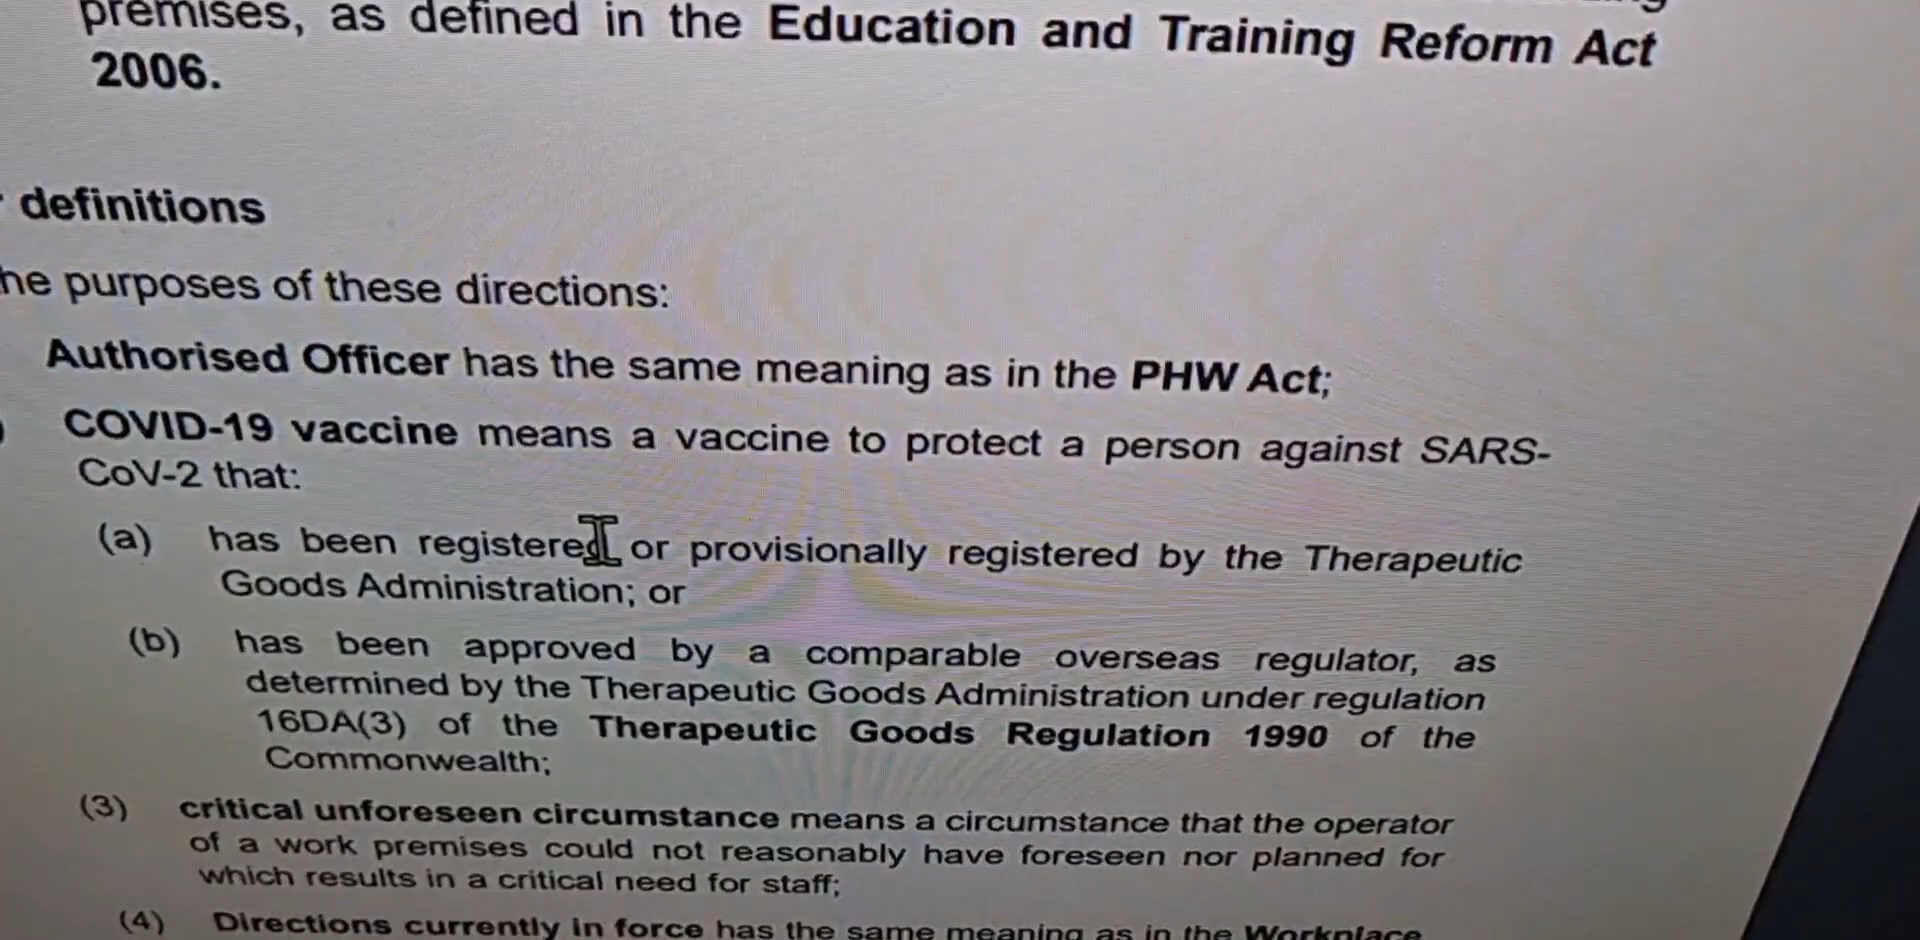 premises, as defined in the Education and Training Reform Act
2006.
definitions
he purposes of these directions:
Authorised Officer has the same meaning as in the PHW Act;
COVID-19 vaccine means a vaccine to protect a person against SARS-
CoV-2 that:
(a) has been registered or provisionally registered by the Therapeutic
Goods Administration; or
(b) has been approved by a comparable overseas regulator, as
determined by the Therapeutic Goods Administration under regulation
16DA(3) of the Therapeutic Goods Regulation 1990 of the
Commonwealth;
(3) critical unforeseen circumstance means a circumstance that the operator
of a work premises could not reasonably have foreseen nor planned for
which results in a critical need for staff;
(4) Directions currently in force has the same meaning as in the Workplace